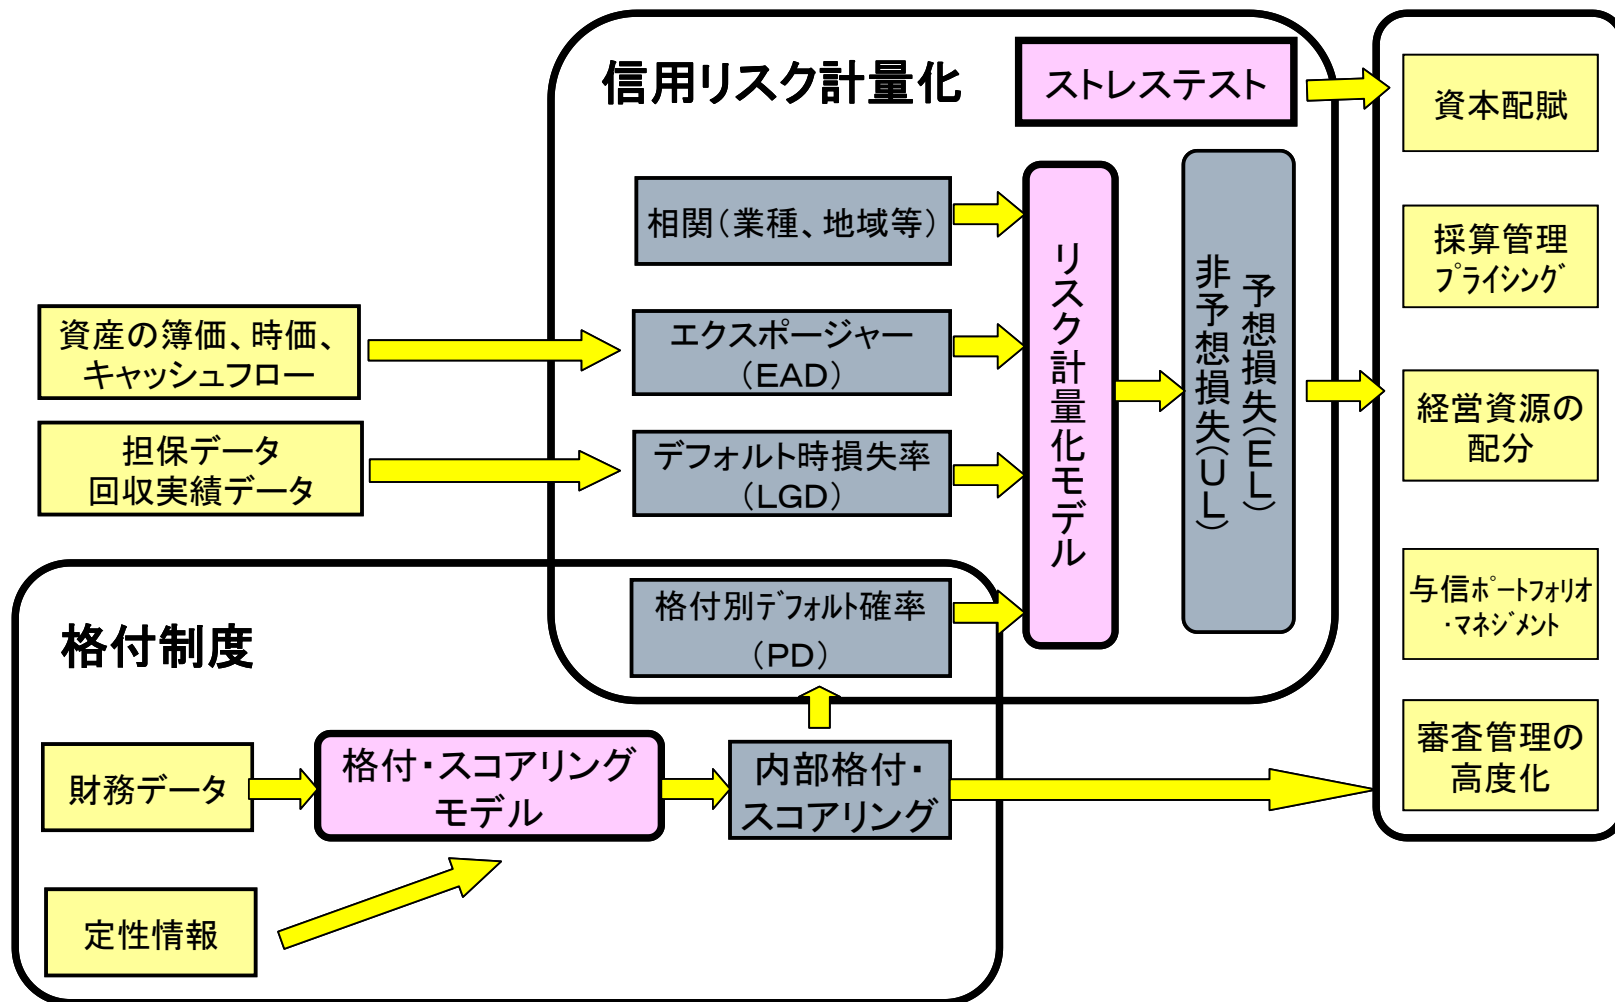 信用リスク計量化
ストレステスト
資本配賦
相関（業種、地域等）
リスク計量化モデル
予想損失（ＥＬ）
非予想損失（ＵＬ）
採算管理
プライシング
資産の簿価、時価、
キャッシュフロー
エクスポージャー
（EAD）
経営資源の
配分
担保データ
回収実績データ
デフォルト時損失率
（LGD）
格付制度
格付別ﾃﾞﾌｫﾙﾄ確率
（PD）
与信ﾎﾟｰﾄﾌｫﾘｵ
・ﾏﾈｼﾞﾒﾝﾄ
財務データ
格付・スコアリング
モデル
内部格付・
スコアリング
審査管理の
高度化
定性情報